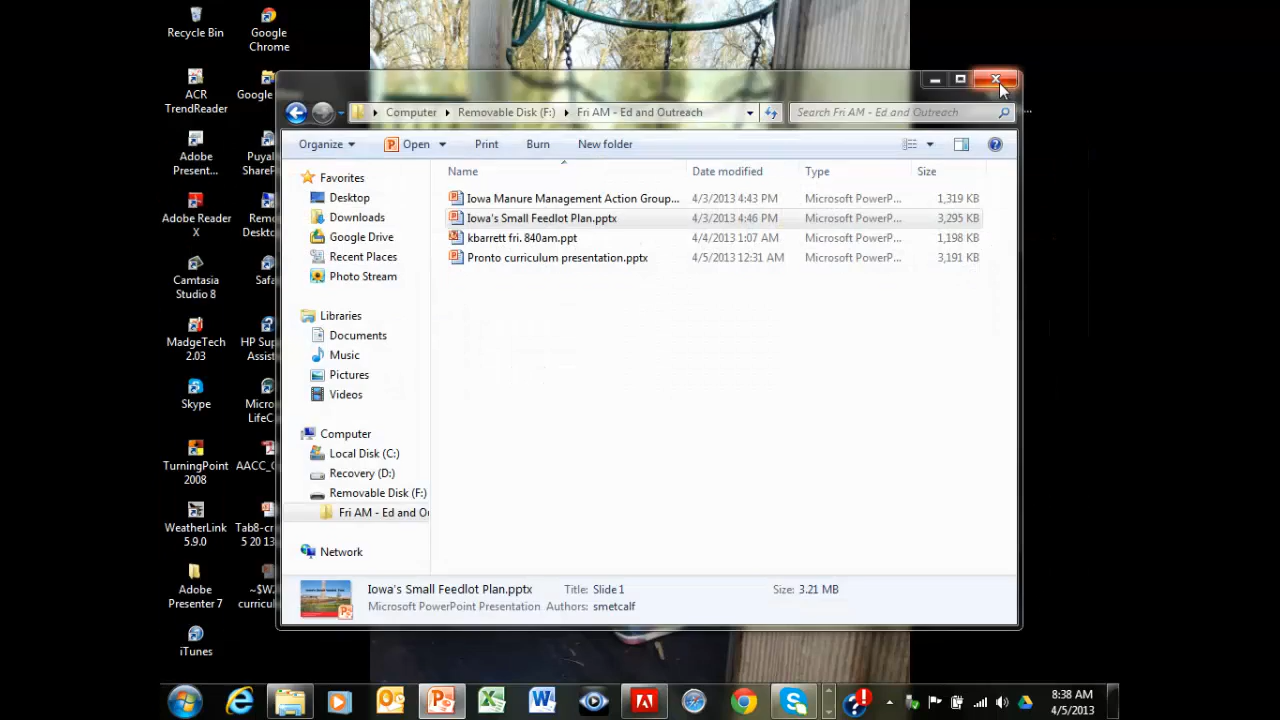 Recycle Bin
Google Chrome
ACR TrendReader
Google
Adobe Present...
Puyal
ShareP
Adobe Reader X
Remo
Desktop
Camtasia Studio 8
Safa
MadgeTech 2.03
HP Sup
Assist
Skype
Micro
LifeC
TurningPoint 2008
AACC_G
WeatherLink 5.9.0
Tab8-cr
5 20 13
Adobe Presenter 7
~$W2
curricul
iTunes
Computer
Removable Disk (F:)
Fri AM - Ed and Outreach
Search Fri AM - Ed and Outreach
Organize
Open
Print
Burn
New folder
Name
Date modified
Type
Size
Iowa Manure Management Action Group... 4/3/2013 4:43 PM Microsoft PowerP... 1,319 KB
Iowa's Small Feedlot Plan.pptx 4/3/2013 4:46 PM Microsoft PowerP... 3,295 KB
kbarrett fri. 840am.ppt 4/4/2013 1:07 AM Microsoft PowerP... 1,198 KB
Pronto curriculum presentation.pptx 4/5/2013 12:31 AM Microsoft PowerP... 3,191 KB
Favorites
Desktop
Downloads
Google Drive
Recent Places
Photo Stream
Libraries
Documents
Music
Pictures
Videos
Computer
Local Disk (C:)
Recovery (D:)
Removable Disk (F:)
Fri AM - Ed and Ou
Network
Iowa's Small Feedlot Plan.pptx Title: Slide 1 Size: 3.21 MB
Microsoft PowerPoint Presentation Authors: smetcalf
8:38 AM
4/5/2013